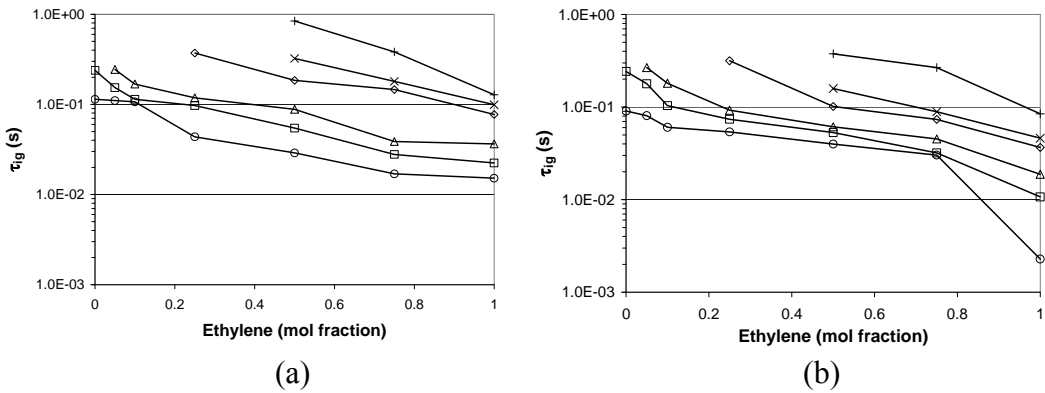 1.0E+00
1.0E-01
1.0E-02
1.0E-03
τig (s)
0 0.2 0.4 0.6 0.8 1
Ethylene (mol fraction)
(a)
1.0E+00
1.0E-01
1.0E-02
1.0E-03
τig (s)
0 0.2 0.4 0.6 0.8 1
Ethylene (mol fraction)
(b)